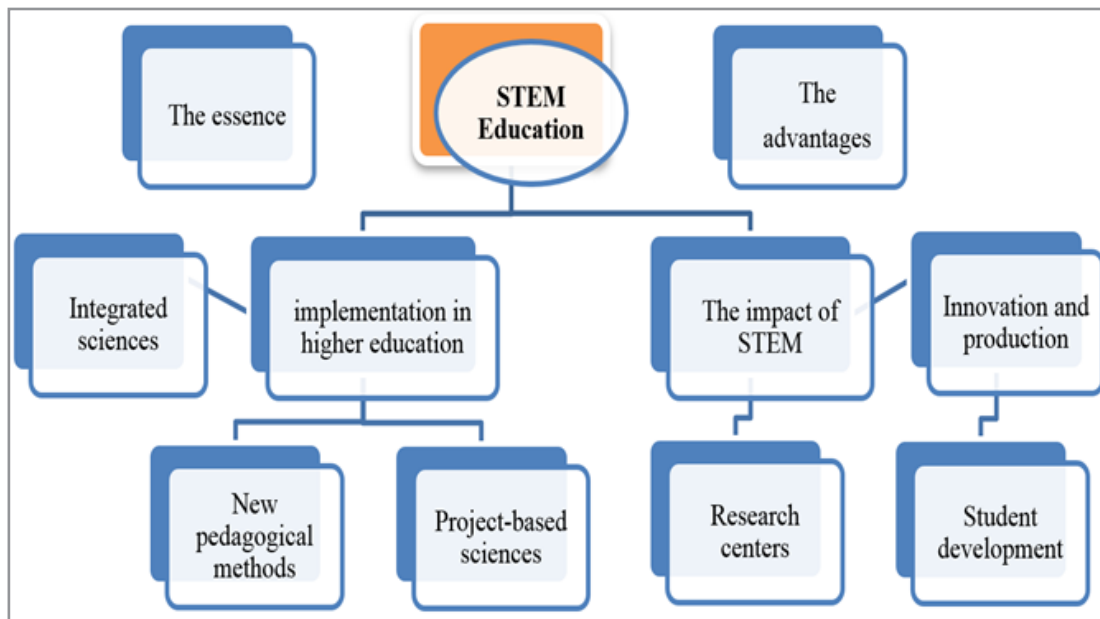 The essence
STEM
Education
The
advantages
Integrated
sciences
implementation in
higher education
The impact of
STEM
Innovation and
production
New
pedagogical
methods
Project-based
sciences
Research
centers
Student
development